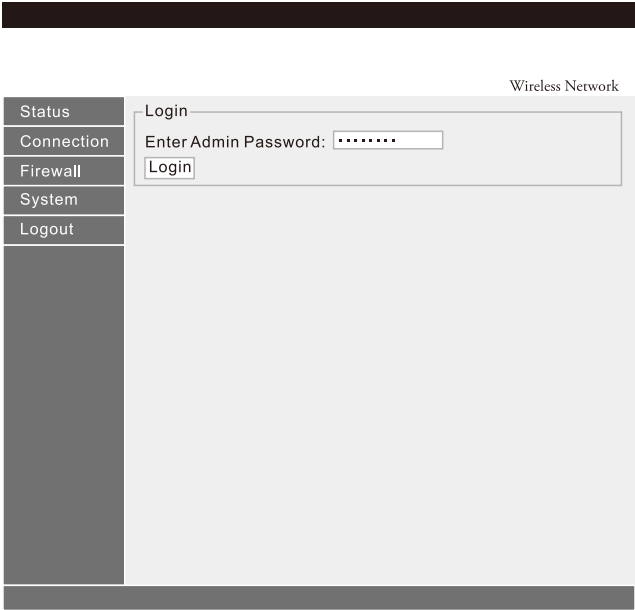 Wireless Network
Status
Connection
Firewall
System
Logout
Login
Enter Admin Password: ········
Login